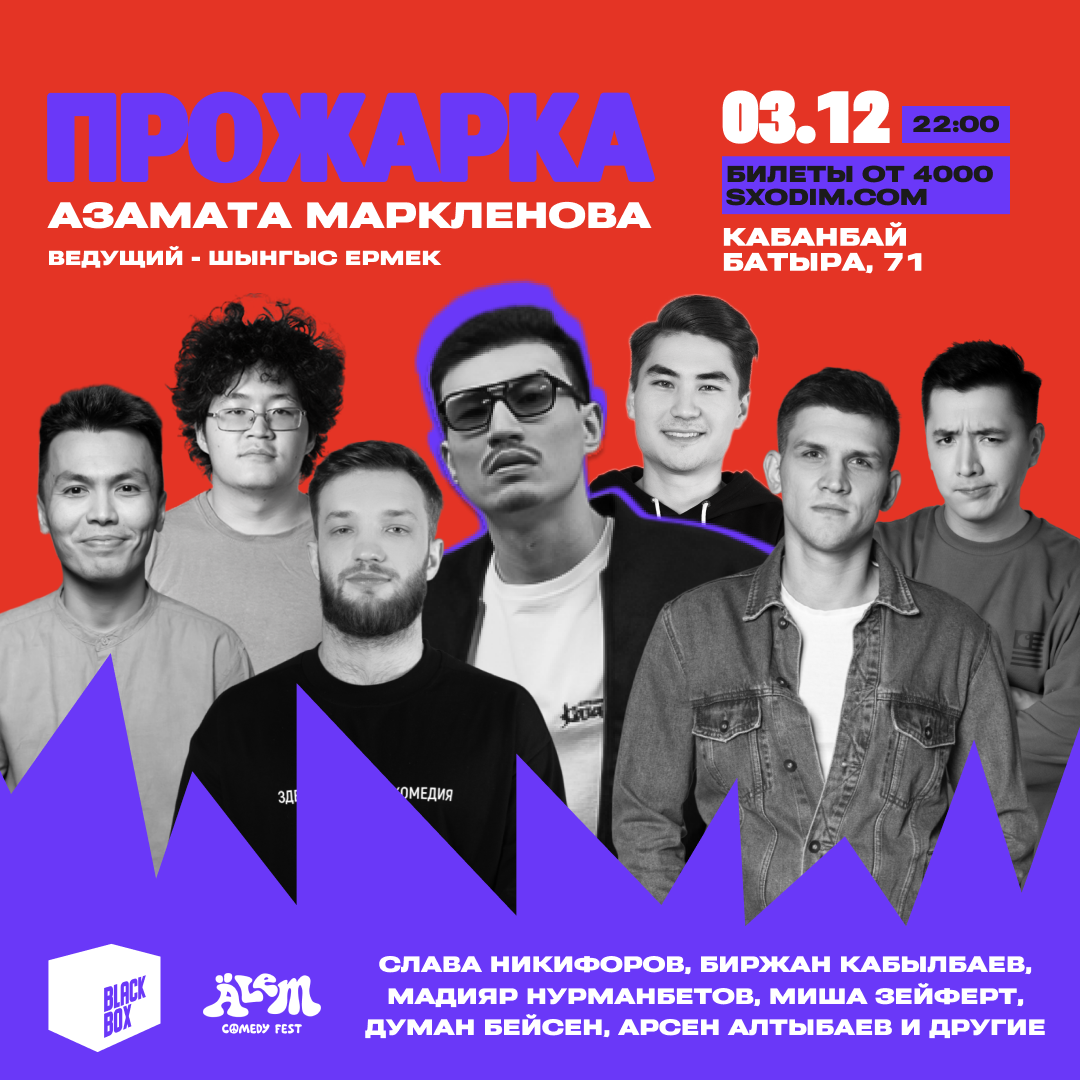 ПРОЖАРКА
АЗАМАТА МАРКЛЕНОВА
ВЕДУЩИЙ - ШЫНГЫС ЕРМЕК
03.12
22:00
БИЛЕТЫ ОТ 4000
SXODIM.COM
КАБАНБАЙ
БАТЫРА, 71
ЗДЕ КОМЕДИЯ
BLACK
BOX
ÄLEM
COMEDY FEST
СЛАВА НИКИФОРОВ, БИРЖАН КАБЫЛБАЕВ,
МАДИЯР НУРМАНБЕТОВ, МИША ЗЕЙФЕРТ,
ДУМАН БЕЙСЕН, АРСЕН АЛТЫБАЕВ И ДРУГИЕ